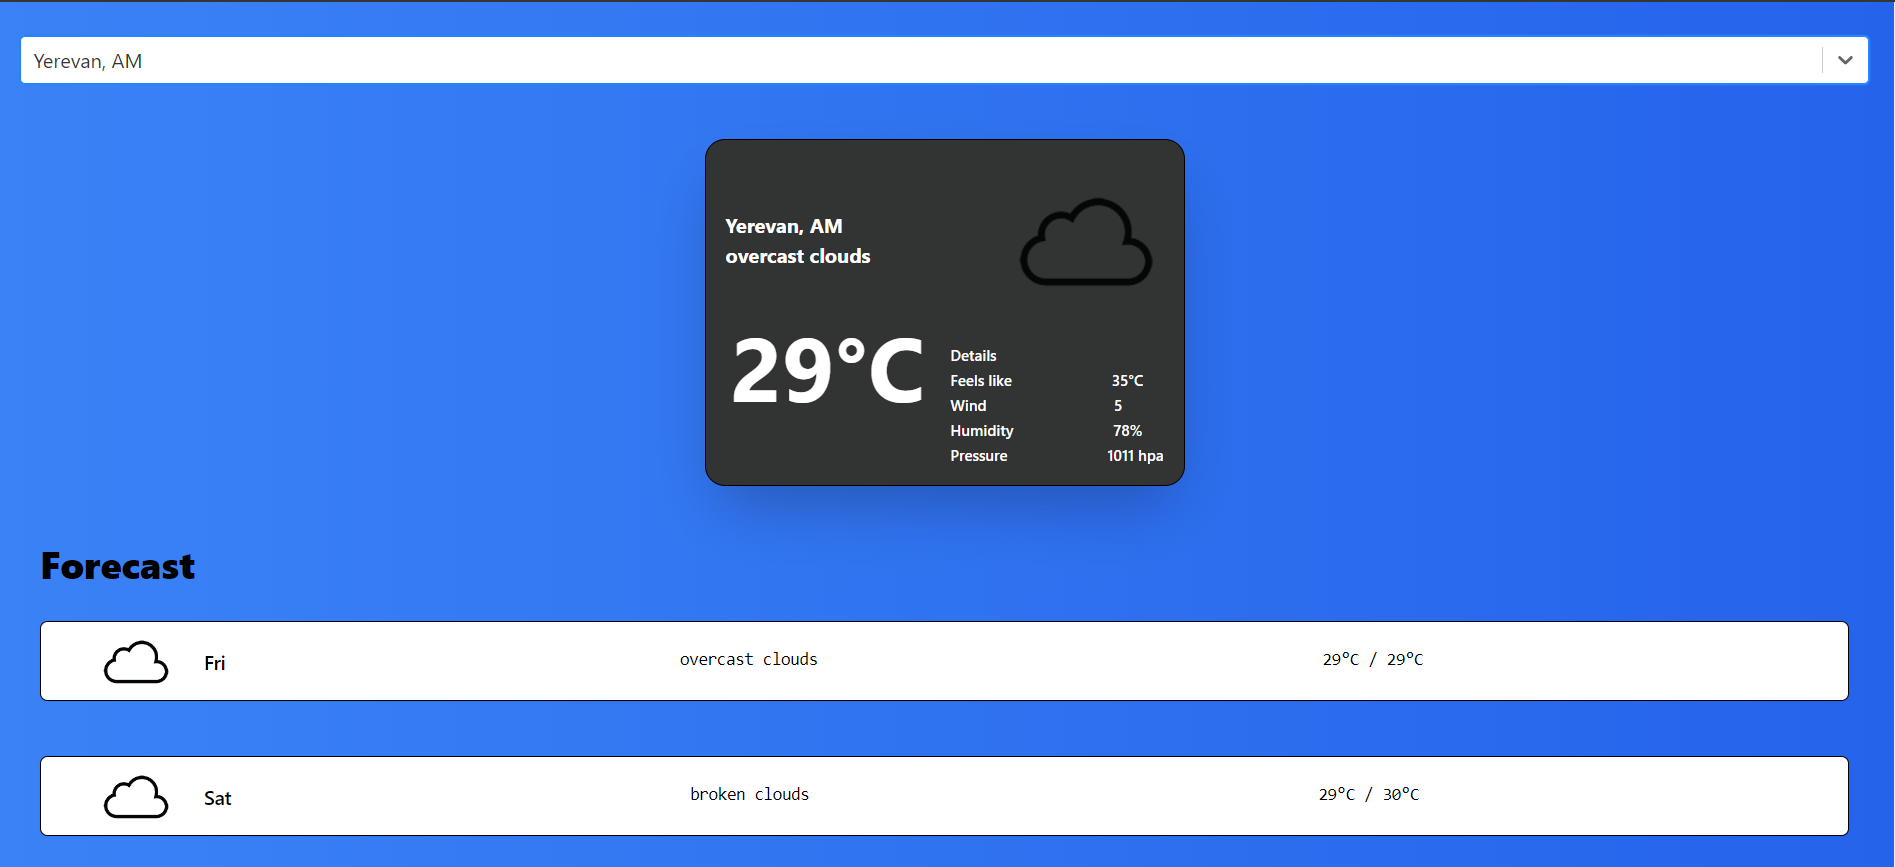 Yerevan, AM
Yerevan, AM
overcast clouds
29°C
Details
Feels like 35°C
Wind 5
Humidity 78%
Pressure 1011 hpa
Forecast
Fri overcast clouds 29°C / 29°C
Sat broken clouds 29°C / 30°C